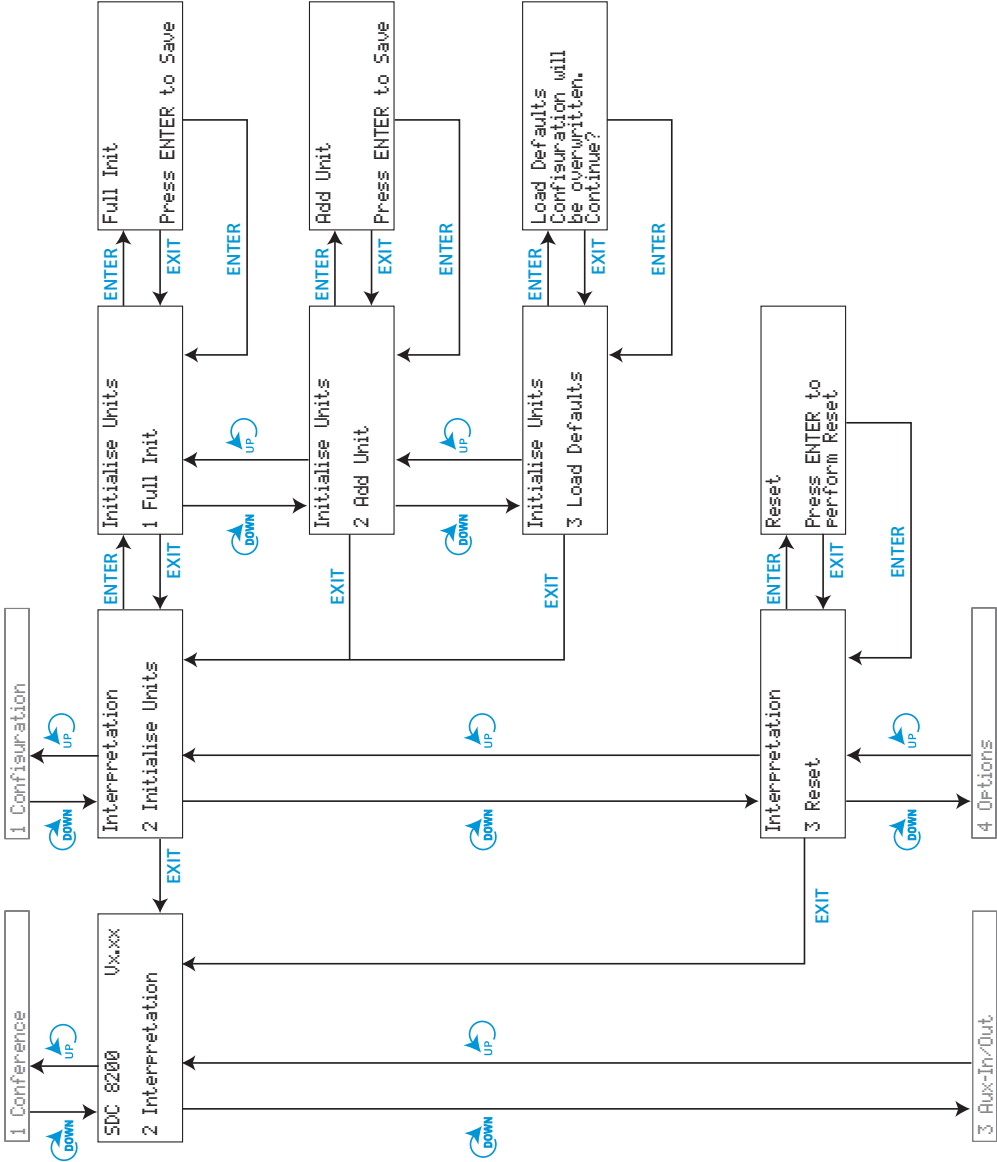 1 Conference
1 Configuration
DOWN
UP
DOWN
UP
SDC 8200 Vx.xx
2 Interpretation
EXIT
Interpretation
2 Initialise Units
ENTER
EXIT
Initialise Units
1 Full Init
ENTER
EXIT
Full Init
Press ENTER to Save
ENTER
DOWN
UP
EXIT
Initialise Units
2 Add Unit
ENTER
EXIT
Add Unit
Press ENTER to Save
ENTER
DOWN
UP
DOWN
UP
DOWN
UP
EXIT
Initialise Units
3 Load Defaults
ENTER
EXIT
Load Defaults
Configuration will
be overwritten.
Continue?
ENTER
EXIT
Interpretation
3 Reset
ENTER
EXIT
Reset
Press ENTER to
perform Reset
ENTER
DOWN
UP
3 Aux-In/Out
4 Options